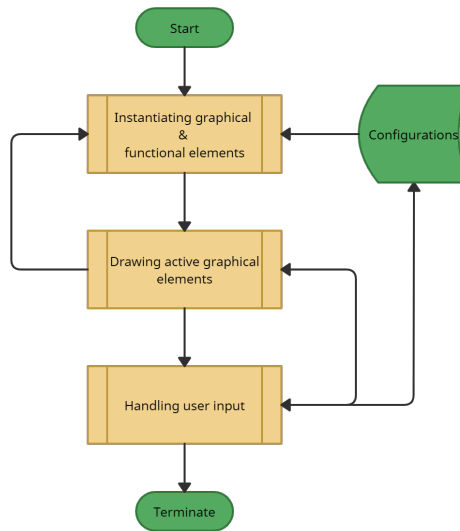 Start
Instantiating graphical
&
functional elements
Configurations
Drawing active graphical
elements
Handling user input
Terminate